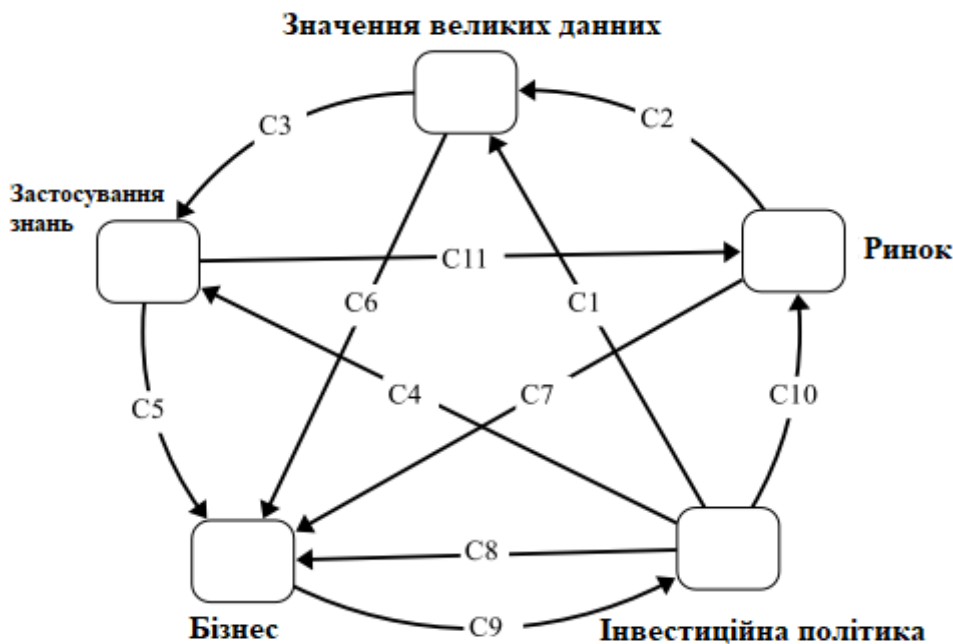 Значення великих данних
C3
C2
Застосування
знань
C11
Ринок
C6
C1
C5
C4
C7
C10
C8
Бізнес
C9
Інвестиційна політика